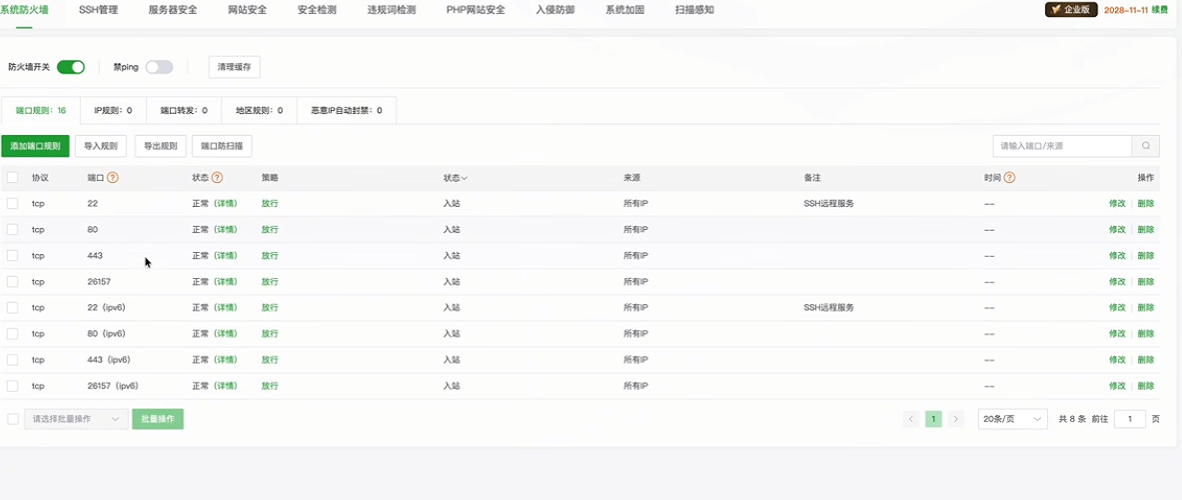 系统防火墙 SSH管理 服务器安全 网站安全 安全检测 违规词检测 PHP网站安全 入侵防御 系统加固 扫描感知 企业版 2028-11-11 续费
防火墙开关 禁ping 清理缓存
端口规则：16 IP规则：0 端口转发：0 地区规则：0 恶意IP自动封禁：0
添加端口规则 导入规则 导出规则 端口防扫描 请输入端口/来源
协议 端口 ? 状态 ? 策略 状态 来源 备注 时间 ? 操作
tcp 22 正常（详情） 放行 入站 所有IP SSH远程服务 -- 修改 | 删除
tcp 80 正常（详情） 放行 入站 所有IP -- 修改 | 删除
tcp 443 正常（详情） 放行 入站 所有IP -- 修改 | 删除
tcp 26157 正常（详情） 放行 入站 所有IP -- 修改 | 删除
tcp 22（ipv6） 正常（详情） 放行 入站 所有IP SSH远程服务 -- 修改 | 删除
tcp 80（ipv6） 正常（详情） 放行 入站 所有IP -- 修改 | 删除
tcp 443（ipv6） 正常（详情） 放行 入站 所有IP -- 修改 | 删除
tcp 26157（ipv6） 正常（详情） 放行 入站 所有IP -- 修改 | 删除
请选择批量操作 批量操作 < 1 > 20条/页 共 8 条 前往 1 页